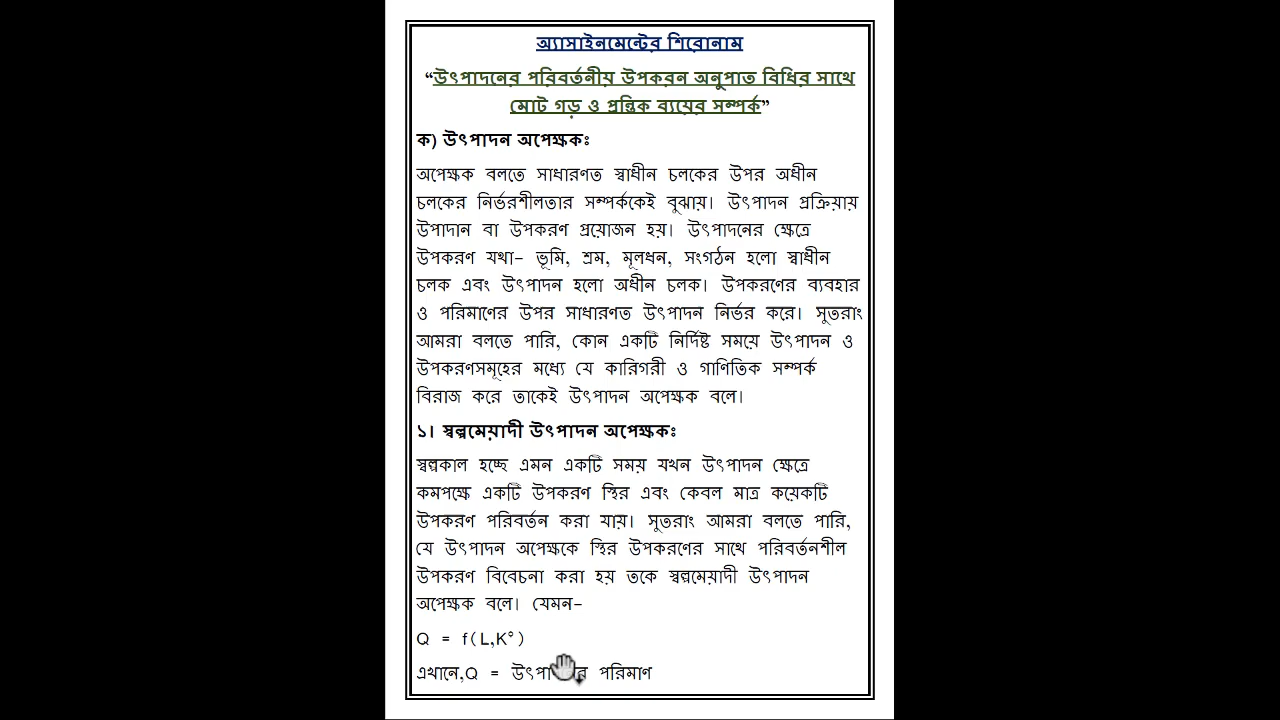 অ্যাসাইনমেন্টের শিরোনাম
“উৎপাদনের পরিবর্তনীয় উপকরন অনুপাত বিধির সাথে
মোট গড় ও প্রন্তিক ব্যয়ের সম্পর্ক”
ক) উৎপাদন অপেক্ষকঃ
অপেক্ষক বলতে সাধারণত স্বাধীন চলকের উপর অধীন
চলকের নির্ভরশীলতার সম্পর্ককেই বুঝায়। উৎপাদন প্রক্রিয়ায়
উপাদান বা উপকরণ প্রয়োজন হয়। উৎপাদনের ক্ষেত্রে
উপকরণ যথা- ভূমি, শ্রম, মূলধন, সংগঠন হলো স্বাধীন
চলক এবং উৎপাদন হলো অধীন চলক। উপকরণের ব্যবহার
ও পরিমাণের উপর সাধারণত উৎপাদন নির্ভর করে। সুতরাং
আমরা বলতে পারি, কোন একটি নির্দিষ্ট সময়ে উৎপাদন ও
উপকরণসমূহের মধ্যে যে কারিগরী ও গাণিতিক সম্পর্ক
বিরাজ করে তাকেই উৎপাদন অপেক্ষক বলে।
১। স্বল্পমেয়াদী উৎপাদন অপেক্ষকঃ
স্বল্পকাল হচ্ছে এমন একটি সময় যখন উৎপাদন ক্ষেত্রে
কমপক্ষে একটি উপকরণ স্থির এবং কেবল মাত্র কয়েকটি
উপকরণ পরিবর্তন করা যায়। সুতরাং আমরা বলতে পারি,
যে উৎপাদন অপেক্ষকে স্থির উপকরণের সাথে পরিবর্তনশীল
উপকরণ বিবেচনা করা হয় তকে স্বল্পমেয়াদী উৎপাদন
অপেক্ষক বলে। যেমন-
Q = f(L,K°)
এখানে,Q = পরিমাণ